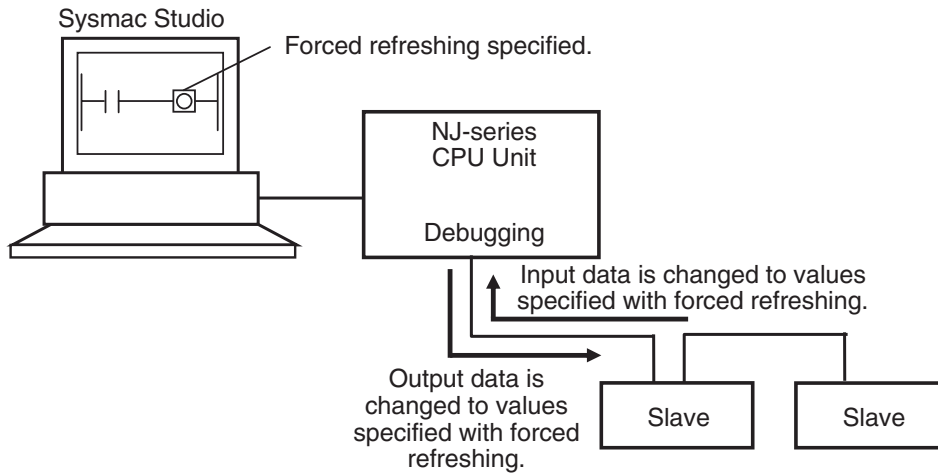 Sysmac Studio
Forced refreshing specified.
NJ-series
CPU Unit
Debugging
Input data is changed to values
specified with forced refreshing.
Output data is
changed to values
specified with forced
refreshing.
Slave
Slave